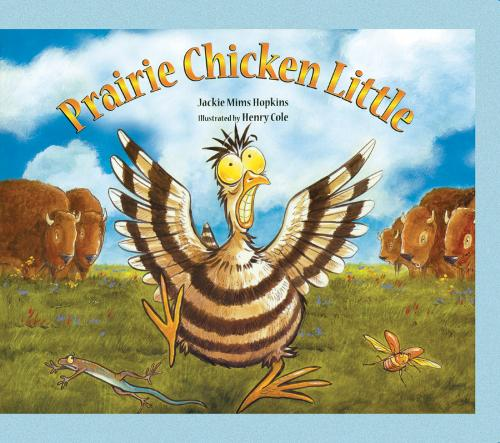 Prairie Chicken Little
Jackie Mims Hopkins
Illustrated by Henry Cole